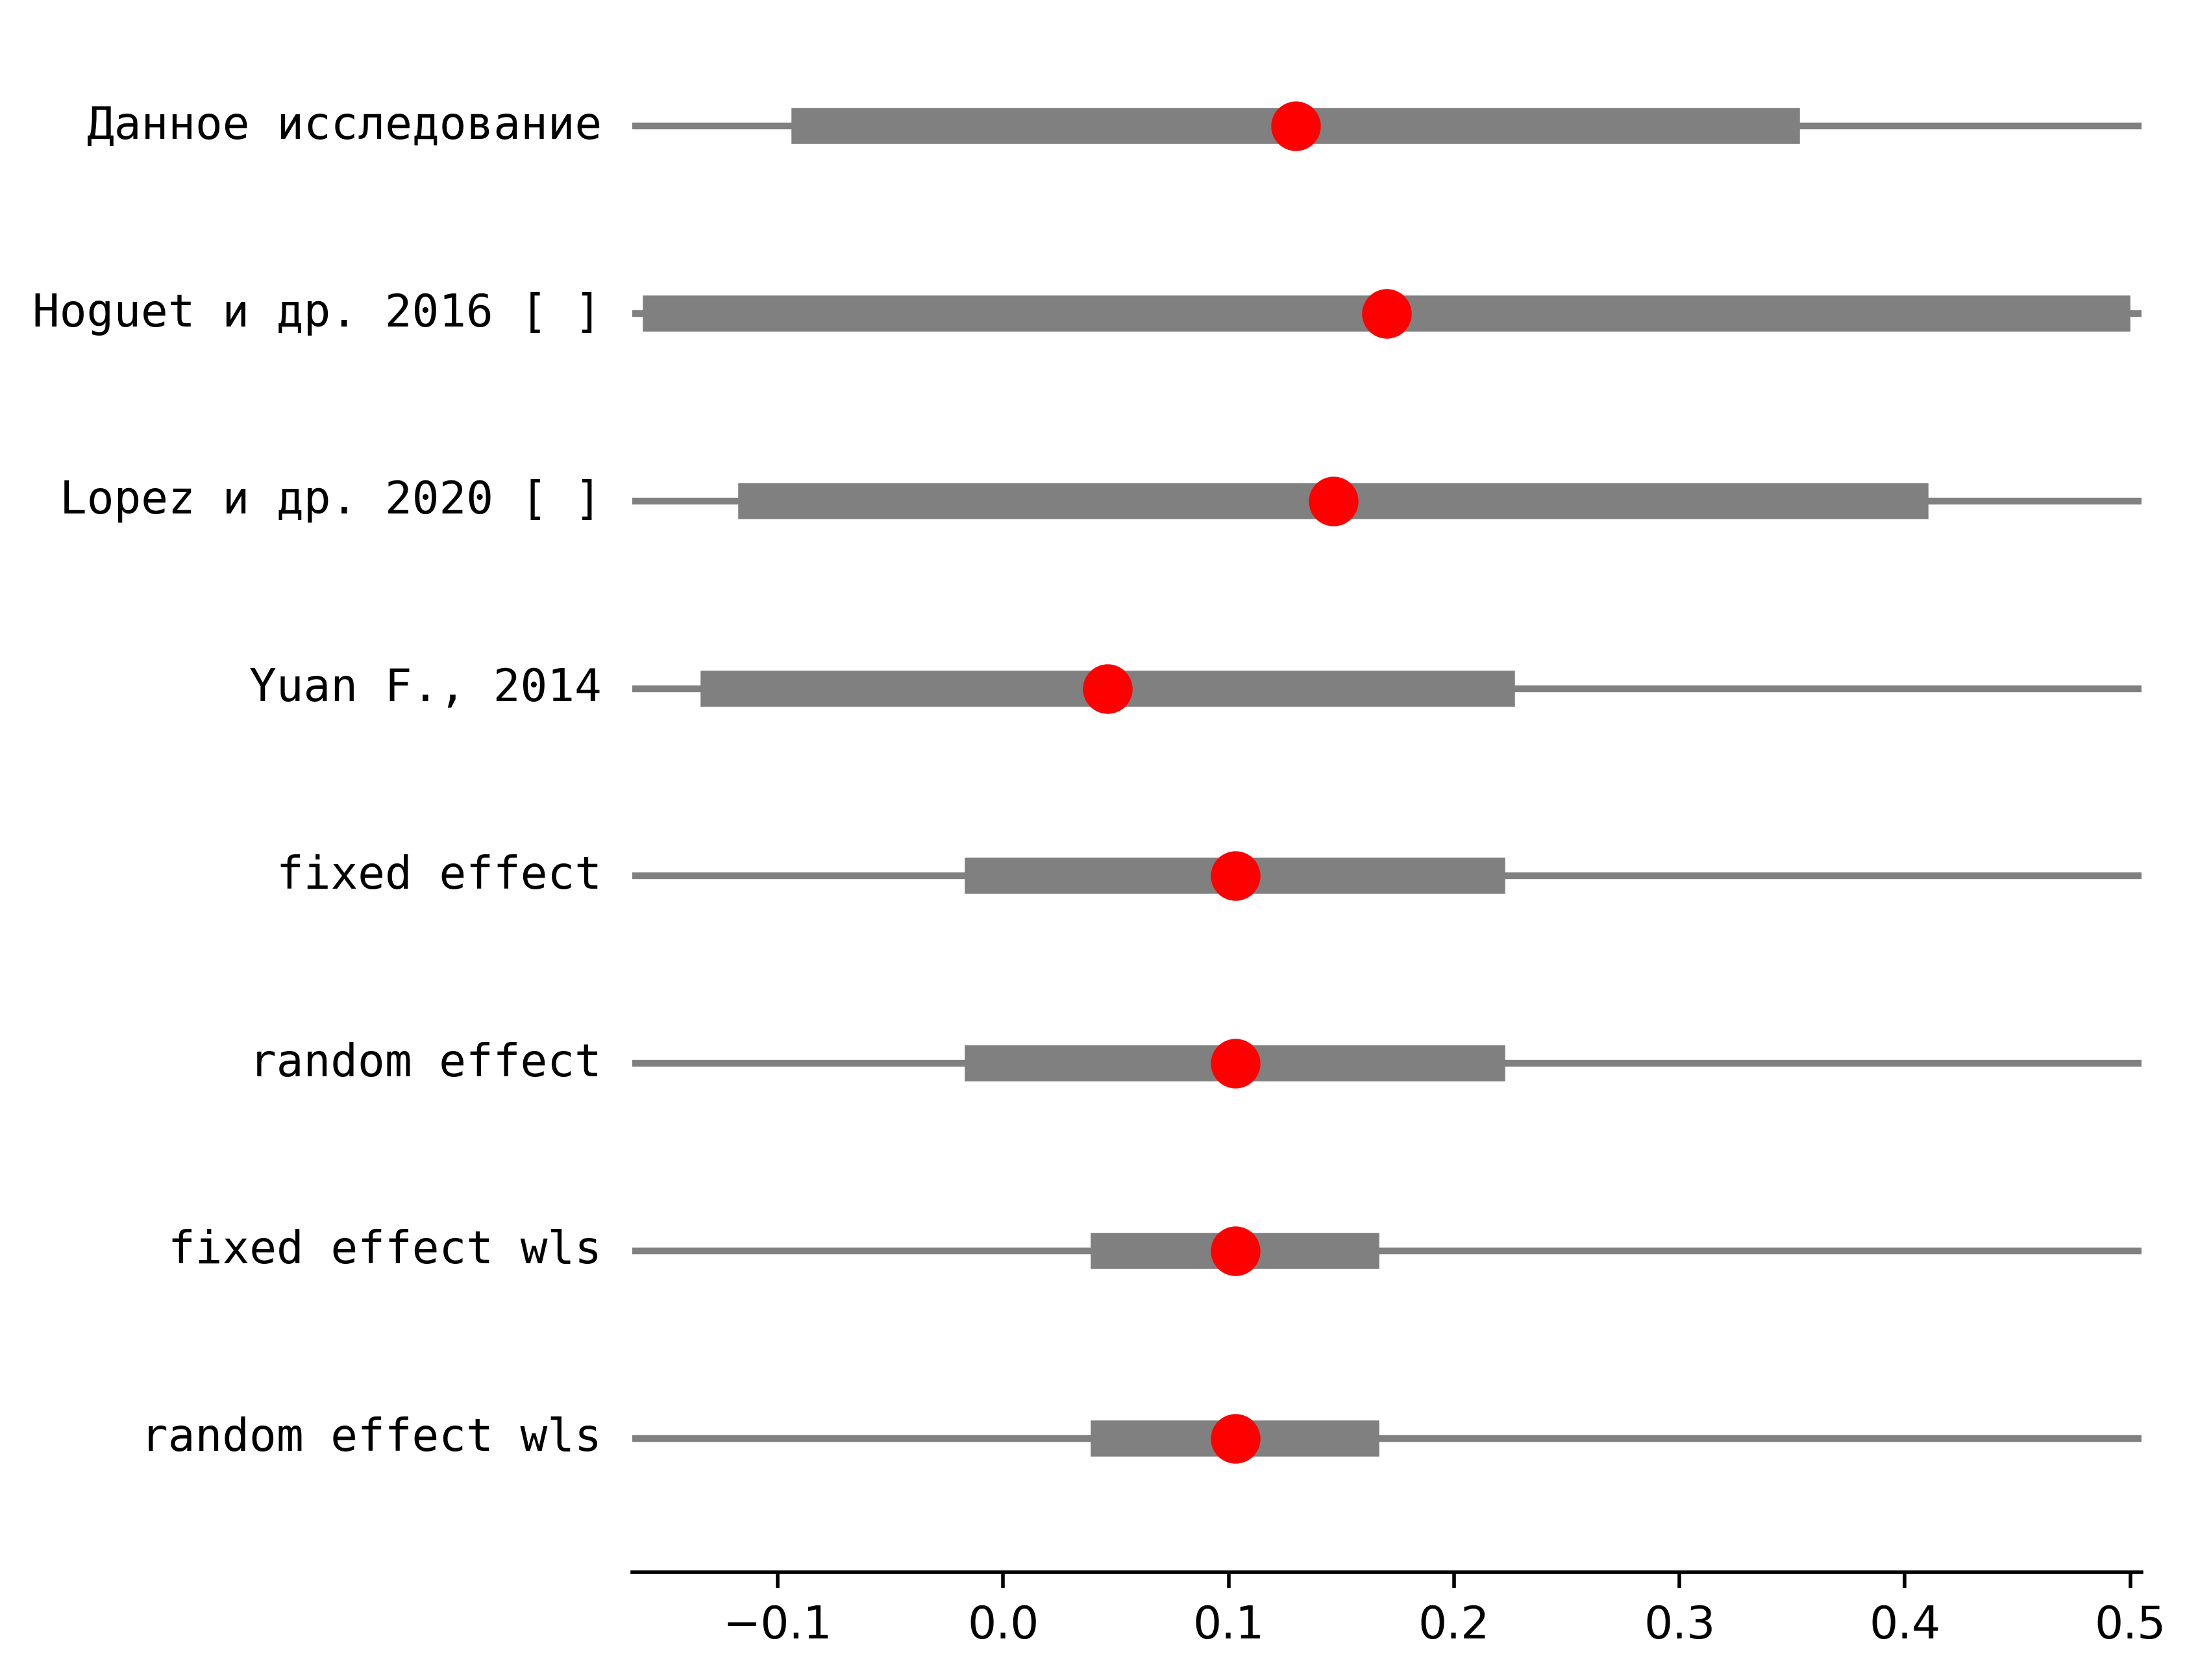 Данное исследование
Hoguet и др. 2016 [ ]
Lopez и др. 2020 [ ]
Yuan F., 2014
fixed effect
random effect
fixed effect wls
random effect wls
−0.1 0.0 0.1 0.2 0.3 0.4 0.5